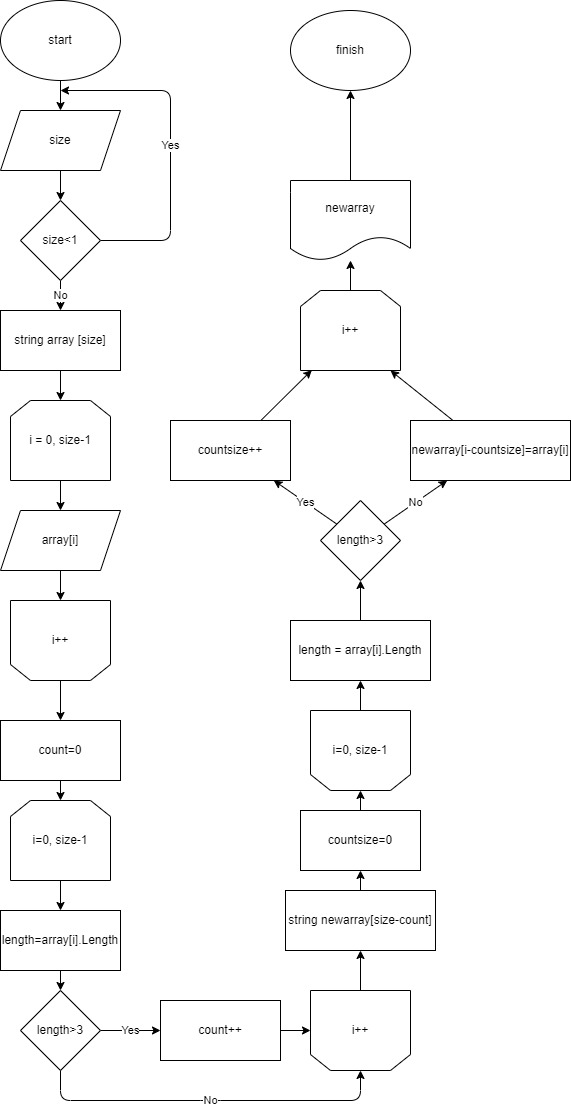 start
size
Yes
size<1
No
string array [size]
i = 0, size-1
array[i]
i++
count=0
i=0, size-1
length=array[i].Length
length>3
Yes
count++
i++
No
string newarray[size-count]
countsize=0
i=0, size-1
length = array[i].Length
length>3
Yes
No
countsize++
newarray[i-countsize]=array[i]
i++
newarray
finish